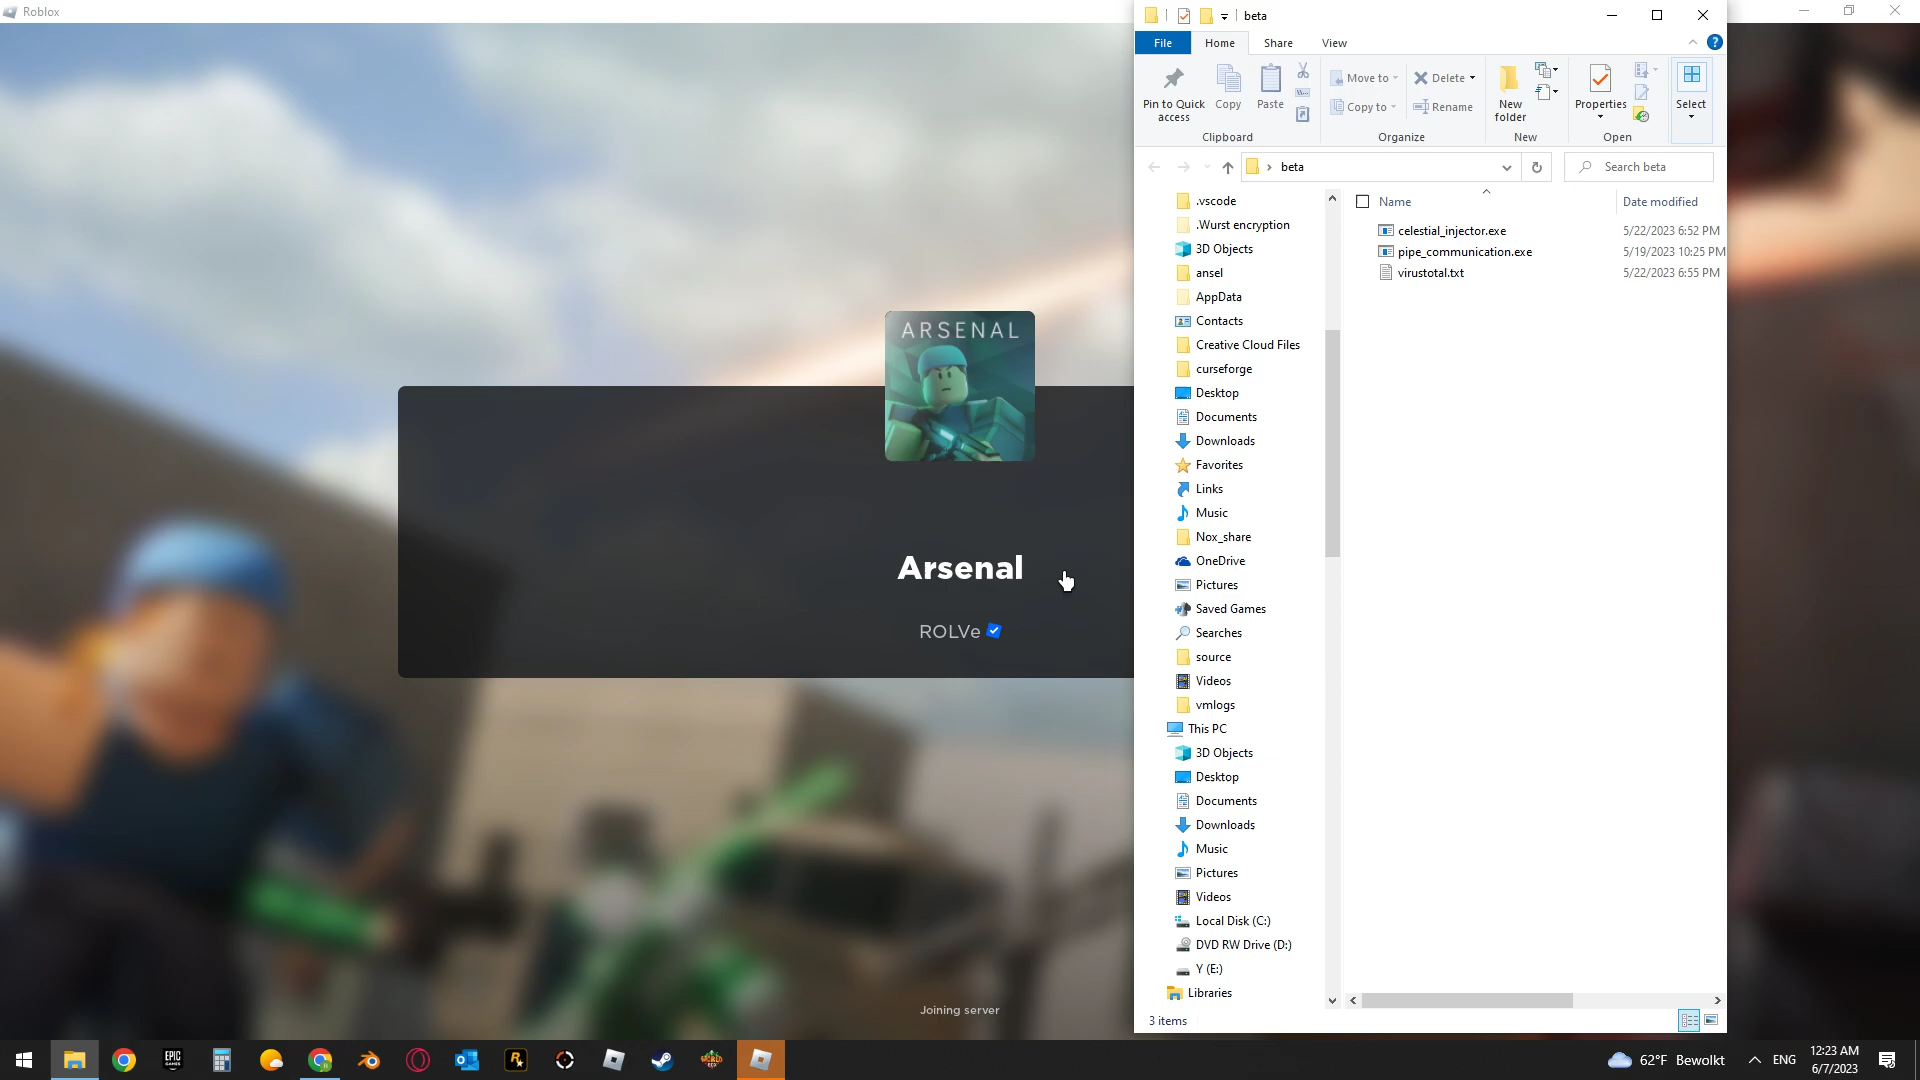 Roblox
beta
File
Home
Share
View
Pin to Quick
access
Copy
Paste
Move to
Copy to
Delete
Rename
New
folder
Properties
Select
Clipboard
Organize
New
Open
beta
Search beta
.vscode
.Wurst encryption
3D Objects
ansel
AppData
Contacts
Creative Cloud Files
curseforge
Desktop
Documents
Downloads
Favorites
Links
Music
Nox_share
OneDrive
Pictures
Saved Games
Searches
source
Videos
vmlogs
This PC
3D Objects
Desktop
Documents
Downloads
Music
Pictures
Videos
Local Disk (C:)
DVD RW Drive (D:)
Y (E:)
Libraries
Name Date modified
celestial_injector.exe 5/22/2023 6:52 PM
pipe_communication.exe 5/19/2023 10:25 PM
virustotal.txt 5/22/2023 6:55 PM
3 items
ARSENAL
Arsenal
ROLVe
Joining server
EPIC
GAMES
62°F Bewolkt
ENG
12:23 AM
6/7/2023